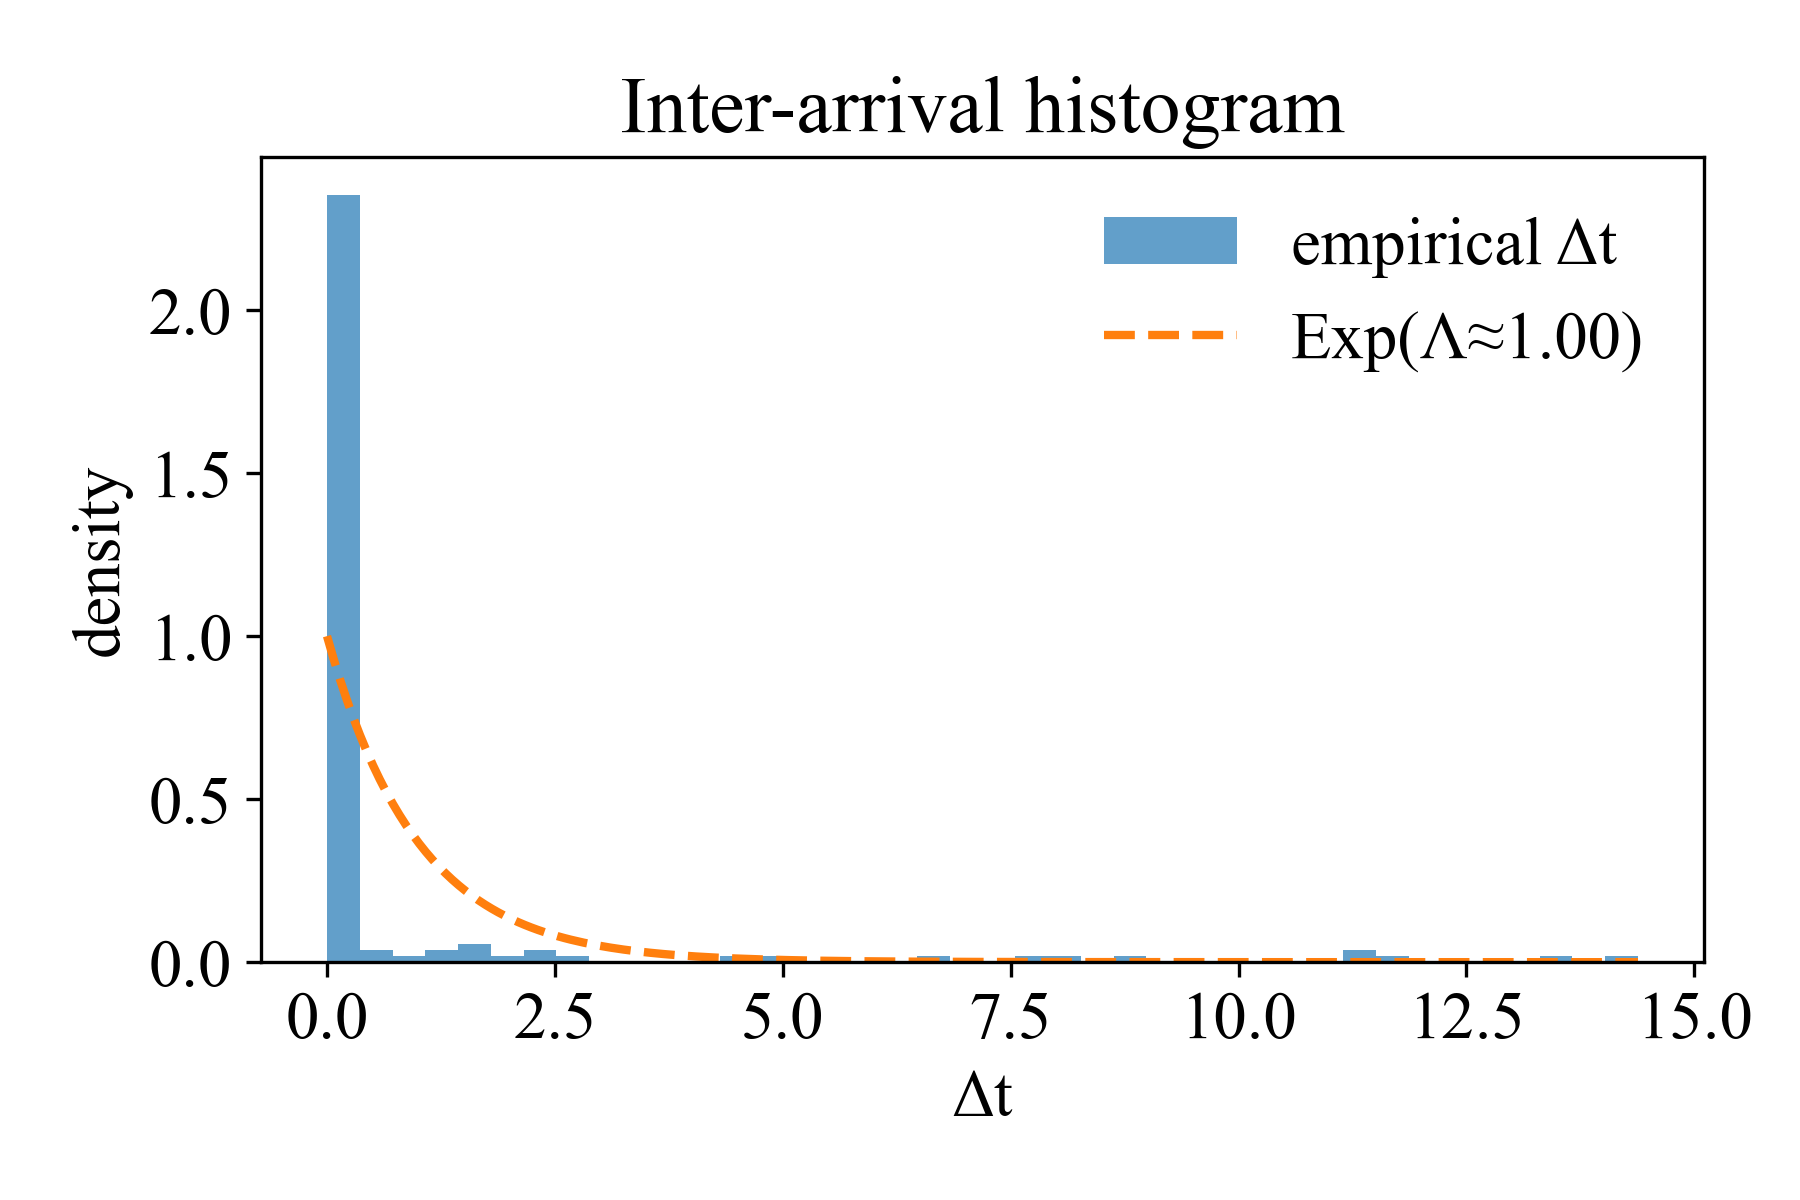 Inter-arrival histogram
empirical Δt
Exp(Λ≈1.00)
density
2.0
1.5
1.0
0.5
0.0
0.0 2.5 5.0 7.5 10.0 12.5 15.0
Δt